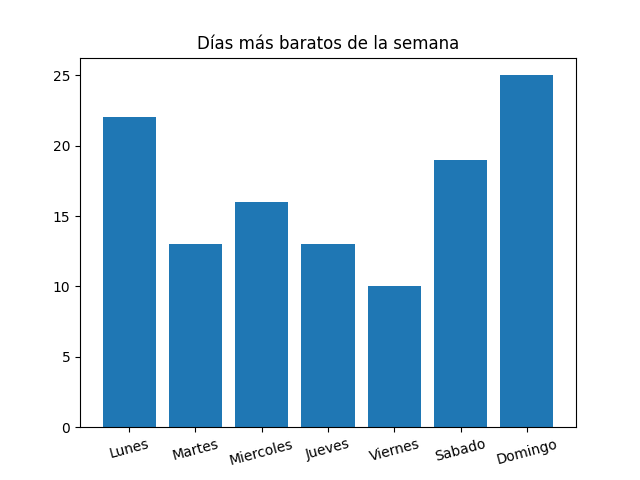 Días más baratos de la semana
25
20
15
10
5
0
Lunes
Martes
Miercoles
Jueves
Viernes
Sabado
Domingo